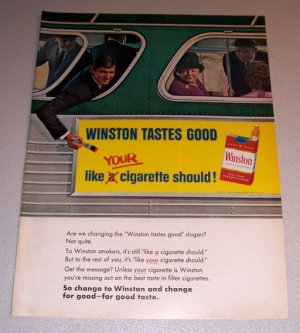 WINSTON TASTES GOOD
YOUR
like a cigarette should!
Winston
Are we changing the "Winston tastes good" slogan?
Not quite.
To Winston smokers, it's still "like a cigarette should."
But to the rest of you, it's "like your cigarette should."
Get the message? Unless your cigarette is Winston,
you're missing out on the best taste in filter cigarettes.
So change to Winston and change
for good—for good taste.